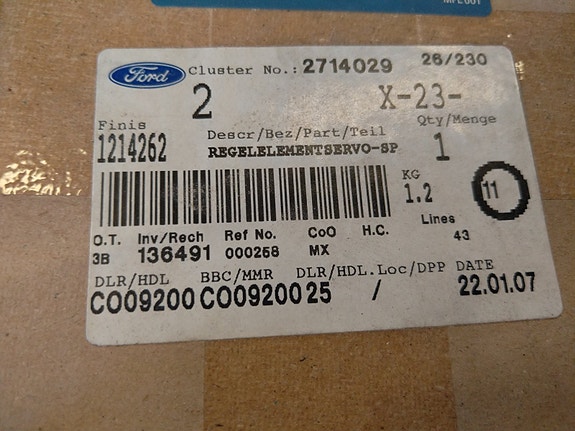 Ford Cluster No.: 2714029 26/230
2 X-23-
Finis Descr/Bez/Part/Teil Qty/Menge
1214262 REGELELEMENTSERVO-SP 1
KG
1.2 11
O.T. Inv/Rech Ref No. CoO H.C. Lines
3B 136491 000258 MX 43
DLR/HDL BBC/MMR DLR/HDL.Loc/DPP DATE
CO09200 CO09200 25 / 22.01.07